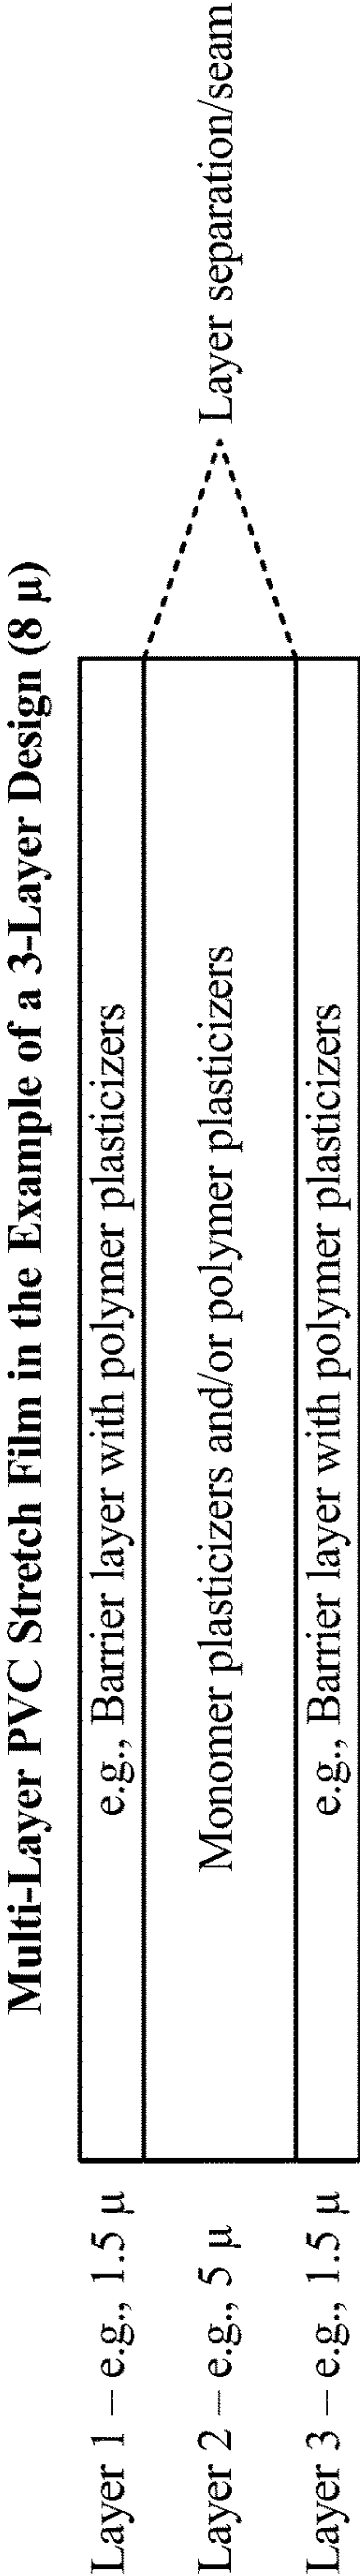 Multi-Layer PVC Stretch Film in the Example of a 3-Layer Design (8 μ)
Layer 1 – e.g., 1.5 μ
e.g., Barrier layer with polymer plasticizers
Layer 2 – e.g., 5 μ
Monomer plasticizers and/or polymer plasticizers
Layer separation/seam
Layer 3 – e.g., 1.5 μ
e.g., Barrier layer with polymer plasticizers